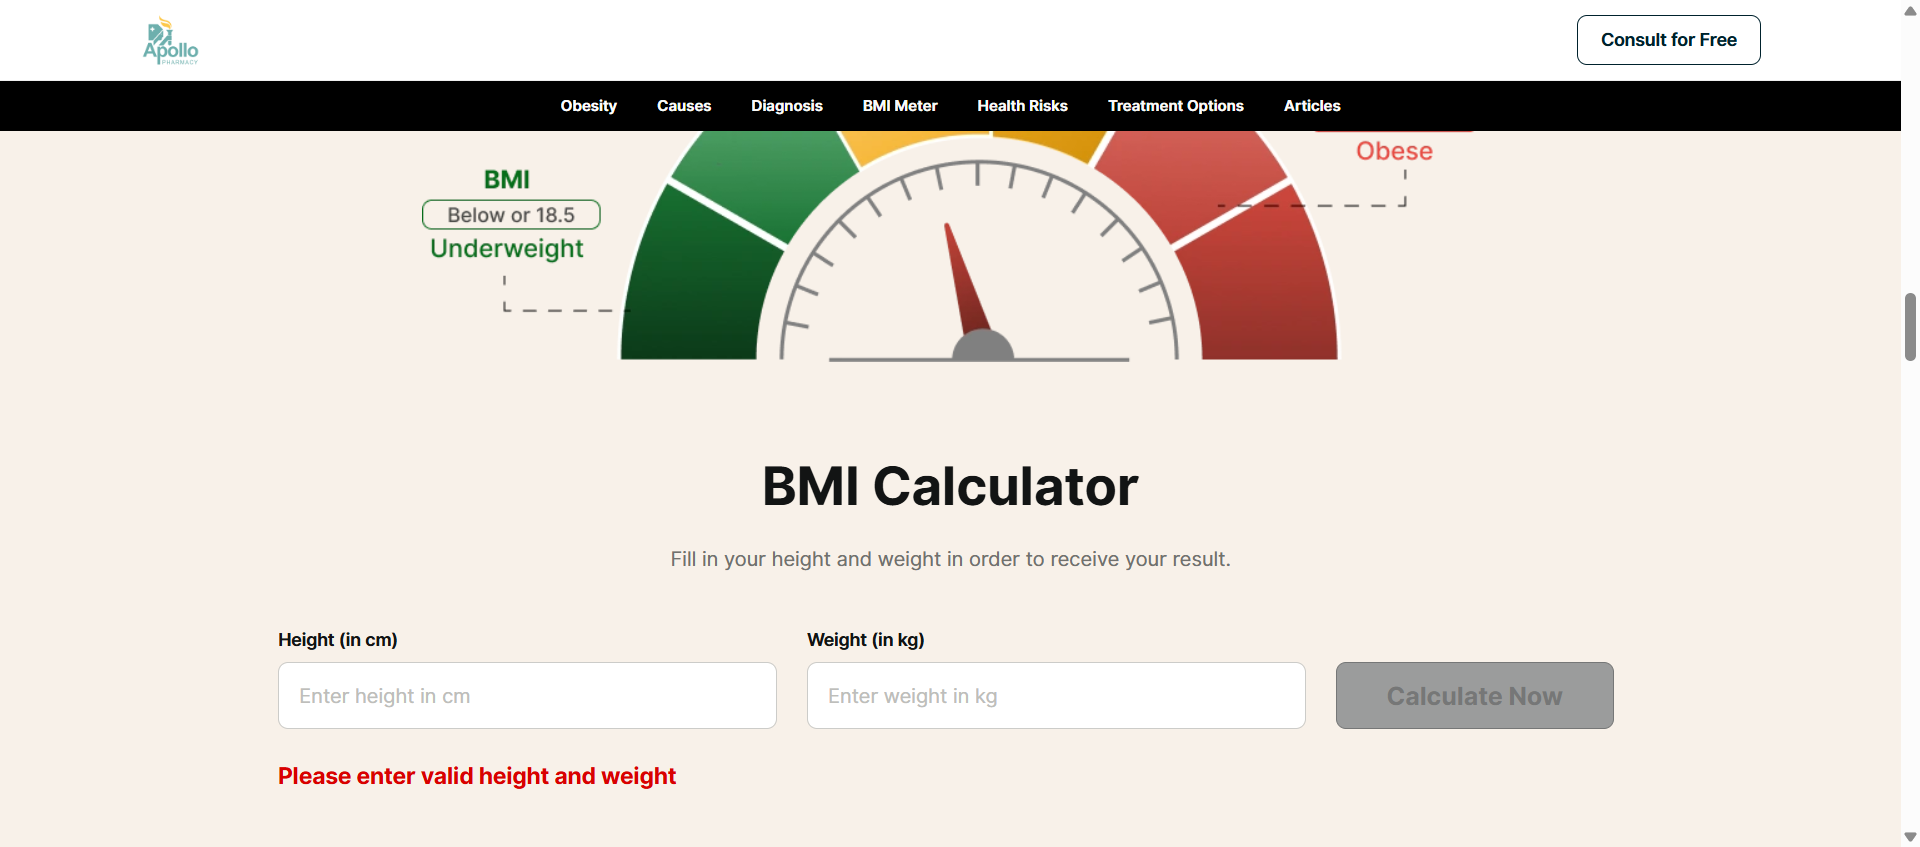 Apollo
PHARMACY
Consult for Free
Obesity Causes Diagnosis BMI Meter Health Risks Treatment Options Articles
BMI
Below or 18.5
Underweight
Obese
BMI Calculator
Fill in your height and weight in order to receive your result.
Height (in cm)
Weight (in kg)
Enter height in cm
Enter weight in kg
Calculate Now
Please enter valid height and weight